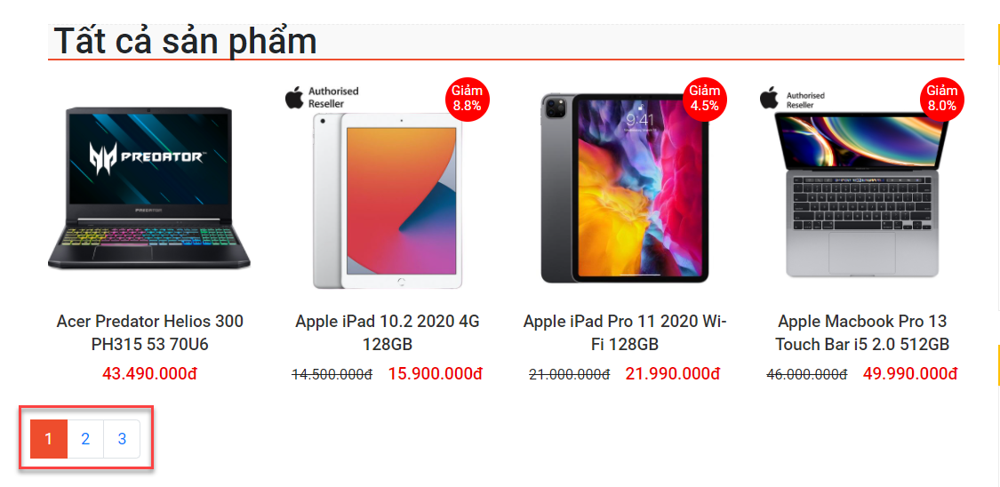 Tất cả sản phẩm
PREDATOR
PREDATOR
Acer Predator Helios 300
PH315 53 70U6
43.490.000đ
Authorised
Reseller
Giảm
8.8%
Apple iPad 10.2 2020 4G
128GB
14.500.000đ 15.900.000đ
Giảm
4.5%
9:41
Apple iPad Pro 11 2020 Wi-
Fi 128GB
21.000.000đ 21.990.000đ
Authorised
Reseller
Giảm
8.0%
Apple Macbook Pro 13
Touch Bar i5 2.0 512GB
46.000.000đ 49.990.000đ
1 2 3